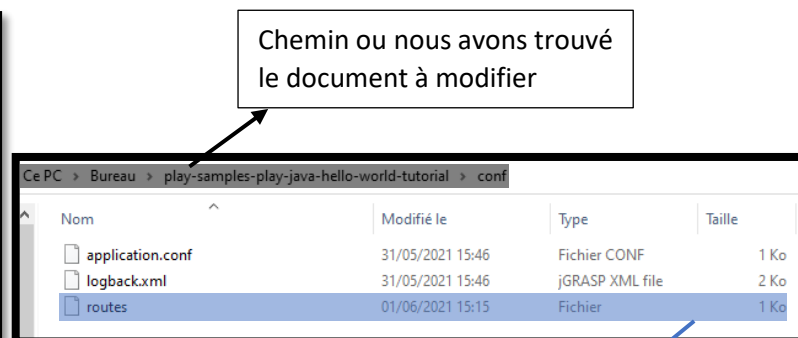 Chemin ou nous avons trouvé
le document à modifier
Ce PC > Bureau > play-samples-play-java-hello-world-tutorial > conf
Nom Modifié le Type Taille
application.conf 31/05/2021 15:46 Fichier CONF 1 Ko
logback.xml 31/05/2021 15:46 jGRASP XML file 2 Ko
routes 01/06/2021 15:15 Fichier 1 Ko